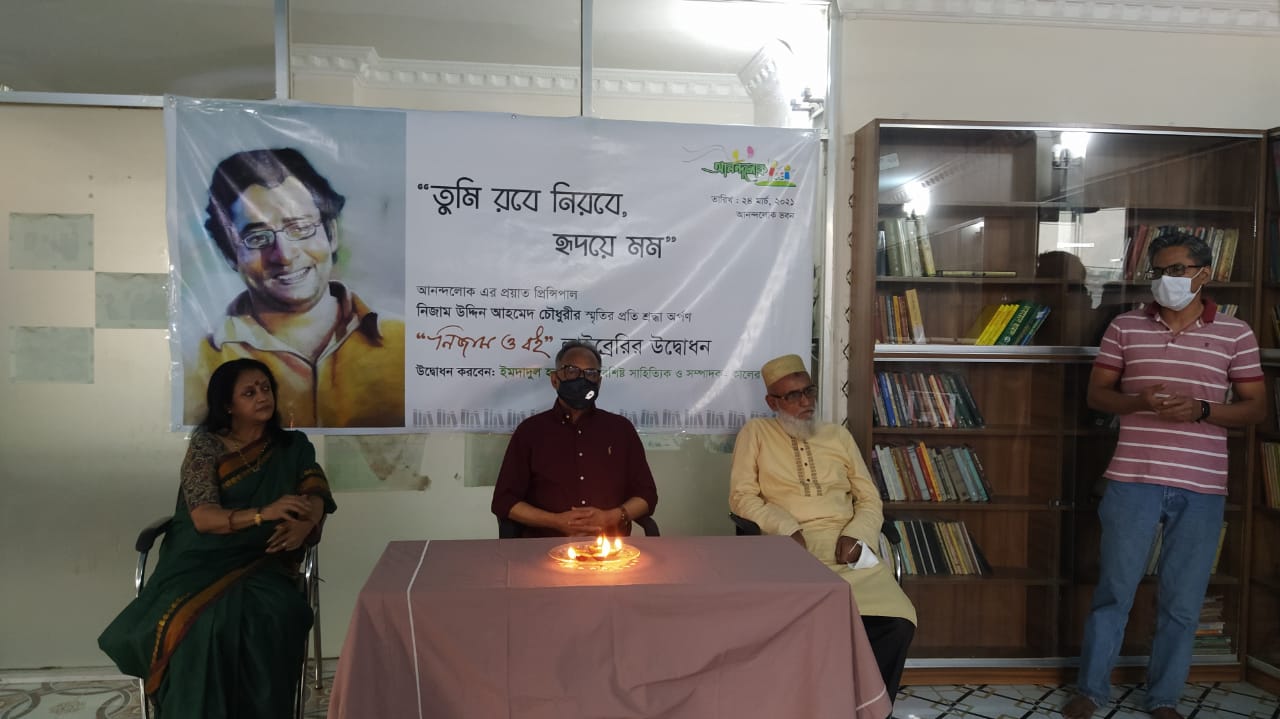 আনন্দলোক
তারিখ : ২৪ মার্চ, ২০২১
আনন্দলোক ভবন
“তুমি রবে নিরবে,
হৃদয়ে মম”
আনন্দলোক এর প্রয়াত প্রিন্সিপাল
নিজাম উদ্দিন আহমেদ চৌধুরীর স্মৃতির প্রতি শ্রদ্ধা অর্পণ
“নিজাম ও বই” উদ্বোধন
উদ্বোধন করবেন: ইমদাদুল সাহিত্যিক ও সম্পাদক, কালের